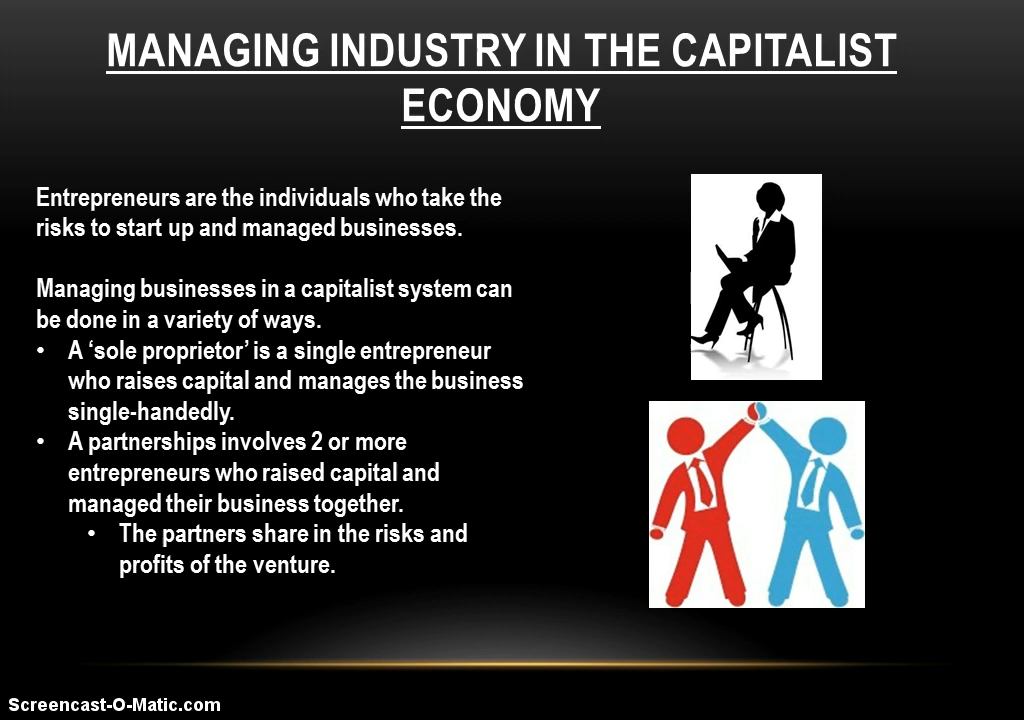 MANAGING INDUSTRY IN THE CAPITALIST
ECONOMY
Entrepreneurs are the individuals who take the
risks to start up and managed businesses.
Managing businesses in a capitalist system can
be done in a variety of ways.
• A ‘sole proprietor’ is a single entrepreneur
who raises capital and manages the business
single-handedly.
• A partnerships involves 2 or more
entrepreneurs who raised capital and
managed their business together.
• The partners share in the risks and
profits of the venture.
Screencast-O-Matic.com